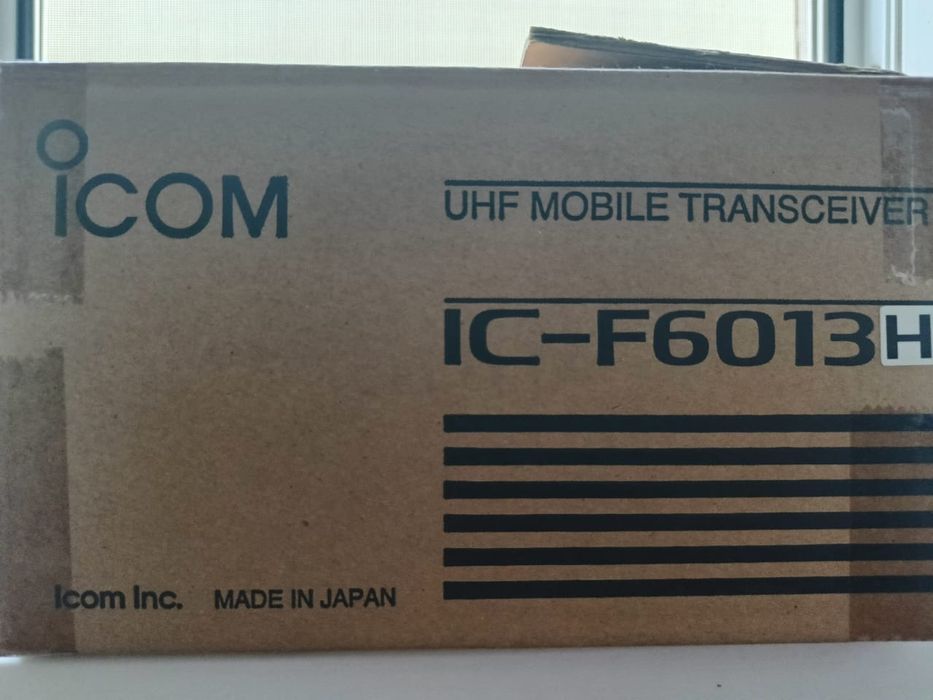 iCOM
UHF MOBILE TRANSCEIVER
IC-F6013H
Icom Inc. MADE IN JAPAN